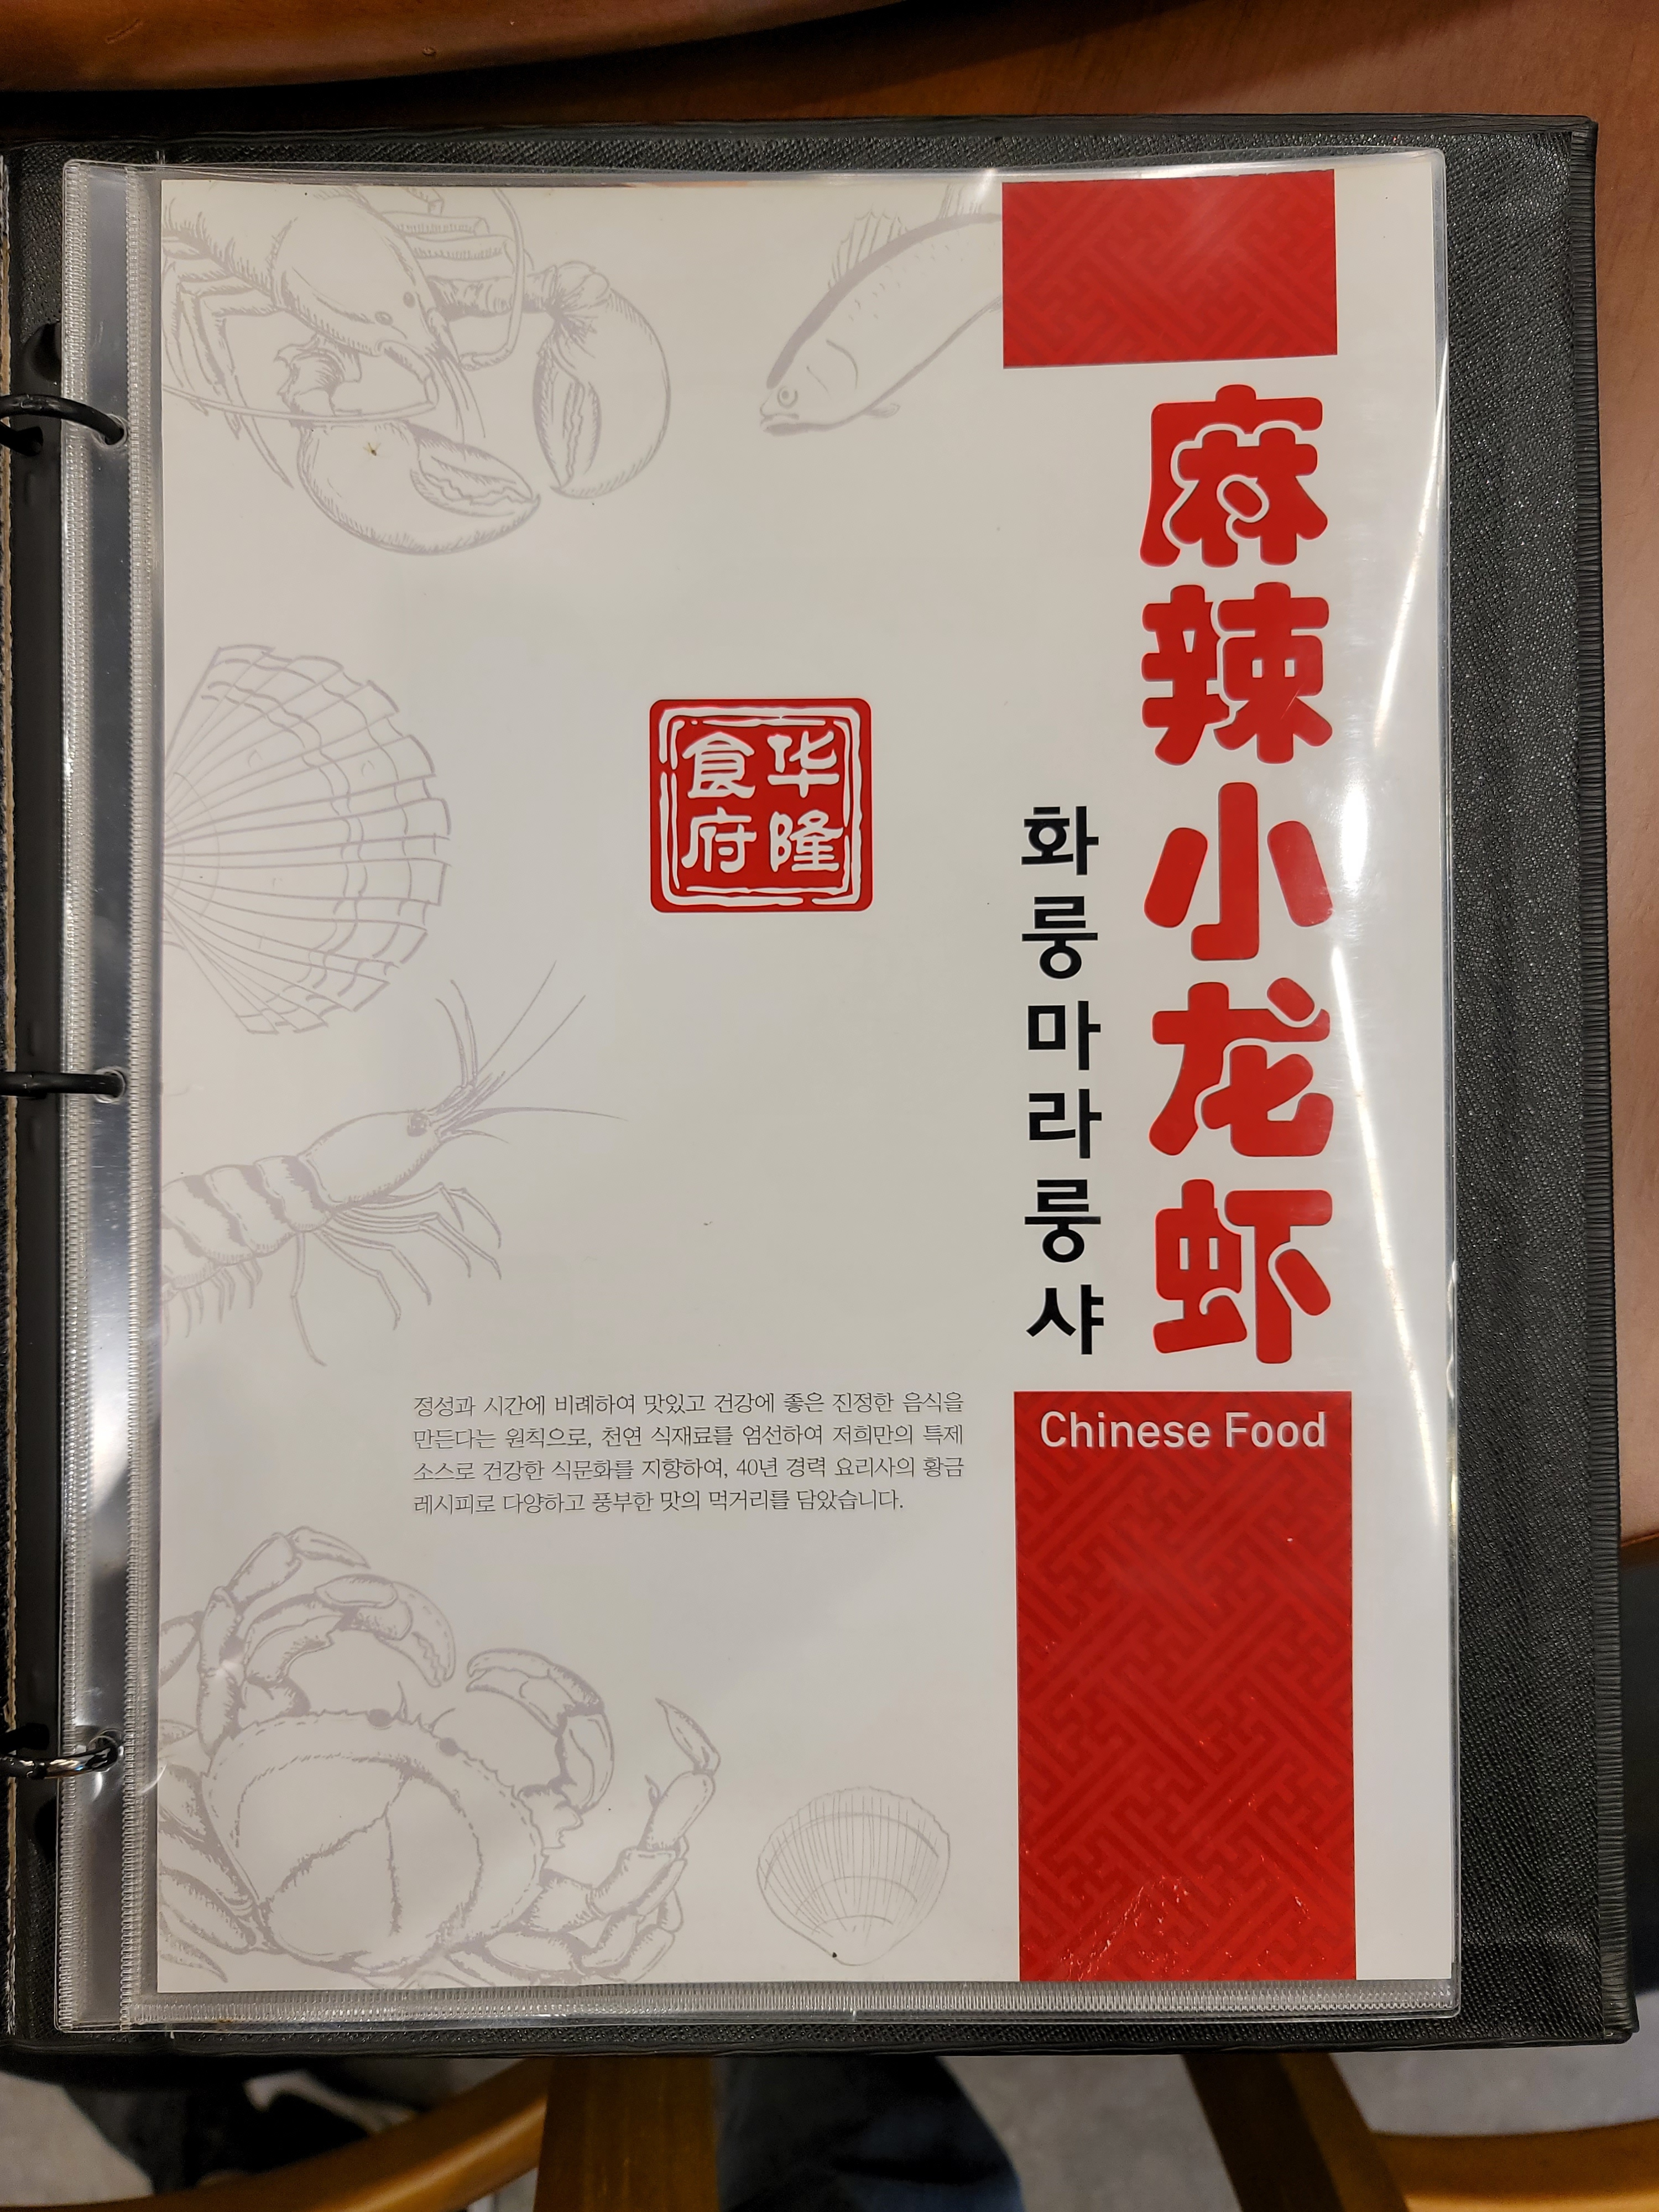 麻辣小龙虾
화룽마라룽샤
华隆
食府
정성과 시간에 비례하여 맛있고 건강에 좋은 진정한 음식을
만든다는 원칙으로, 천연 식재료를 엄선하여 저희만의 특제
소스로 건강한 식문화를 지향하여, 40년 경력 요리사의 황금
레시피로 다양하고 풍부한 맛의 먹거리를 담았습니다.
Chinese Food